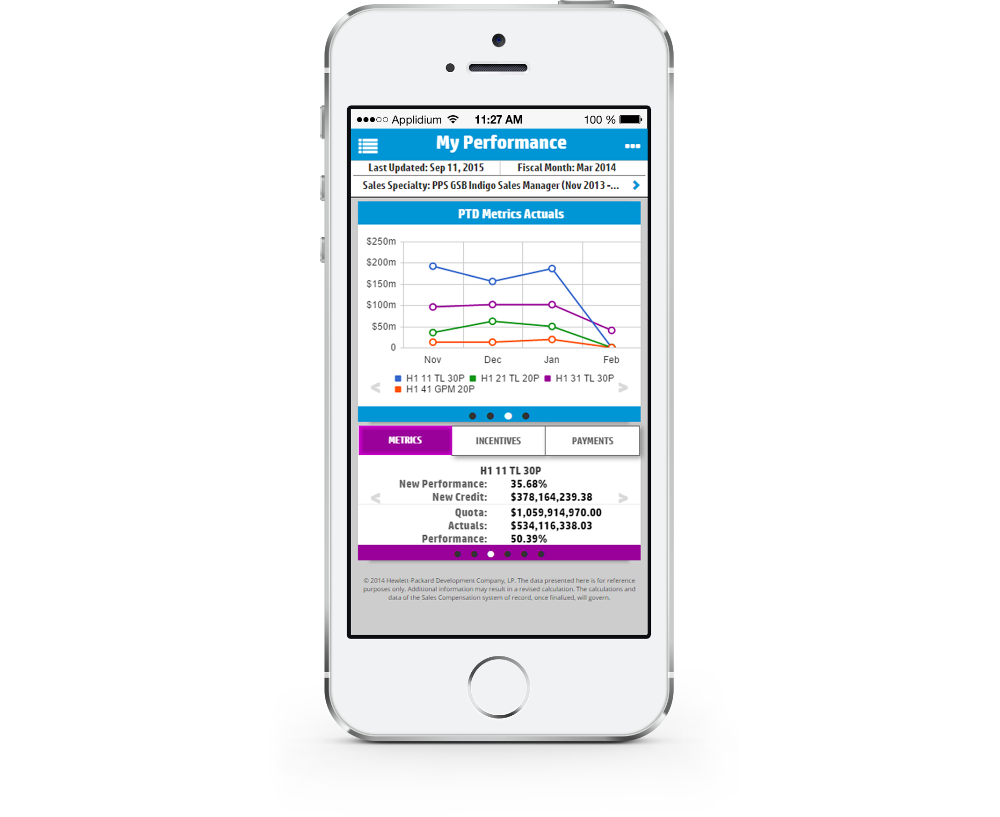 Applidium 11:27 AM 100 %
My Performance
Last Updated: Sep 11, 2015 Fiscal Month: Mar 2014
Sales Specialty: PPS GSB Indigo Sales Manager (Nov 2013 -...
PTD Metrics Actuals
$250m
$200m
$150m
$100m
$50m
0
Nov Dec Jan Feb
H1 11 TL 30P H1 21 TL 20P H1 31 TL 30P
H1 41 GPM 20P
METRICS INCENTIVES PAYMENTS
H1 11 TL 30P
New Performance: 35.68%
New Credit: $378,164,239.38
Quota: $1,059,914,970.00
Actuals: $534,116,338.03
Performance: 50.39%
© 2014 Hewlett-Packard Development Company, LP. The data presented here is for reference
purposes only. Additional information may result in a revised calculation. The calculations and
data of the Sales Compensation system of record, once finalized, will govern.